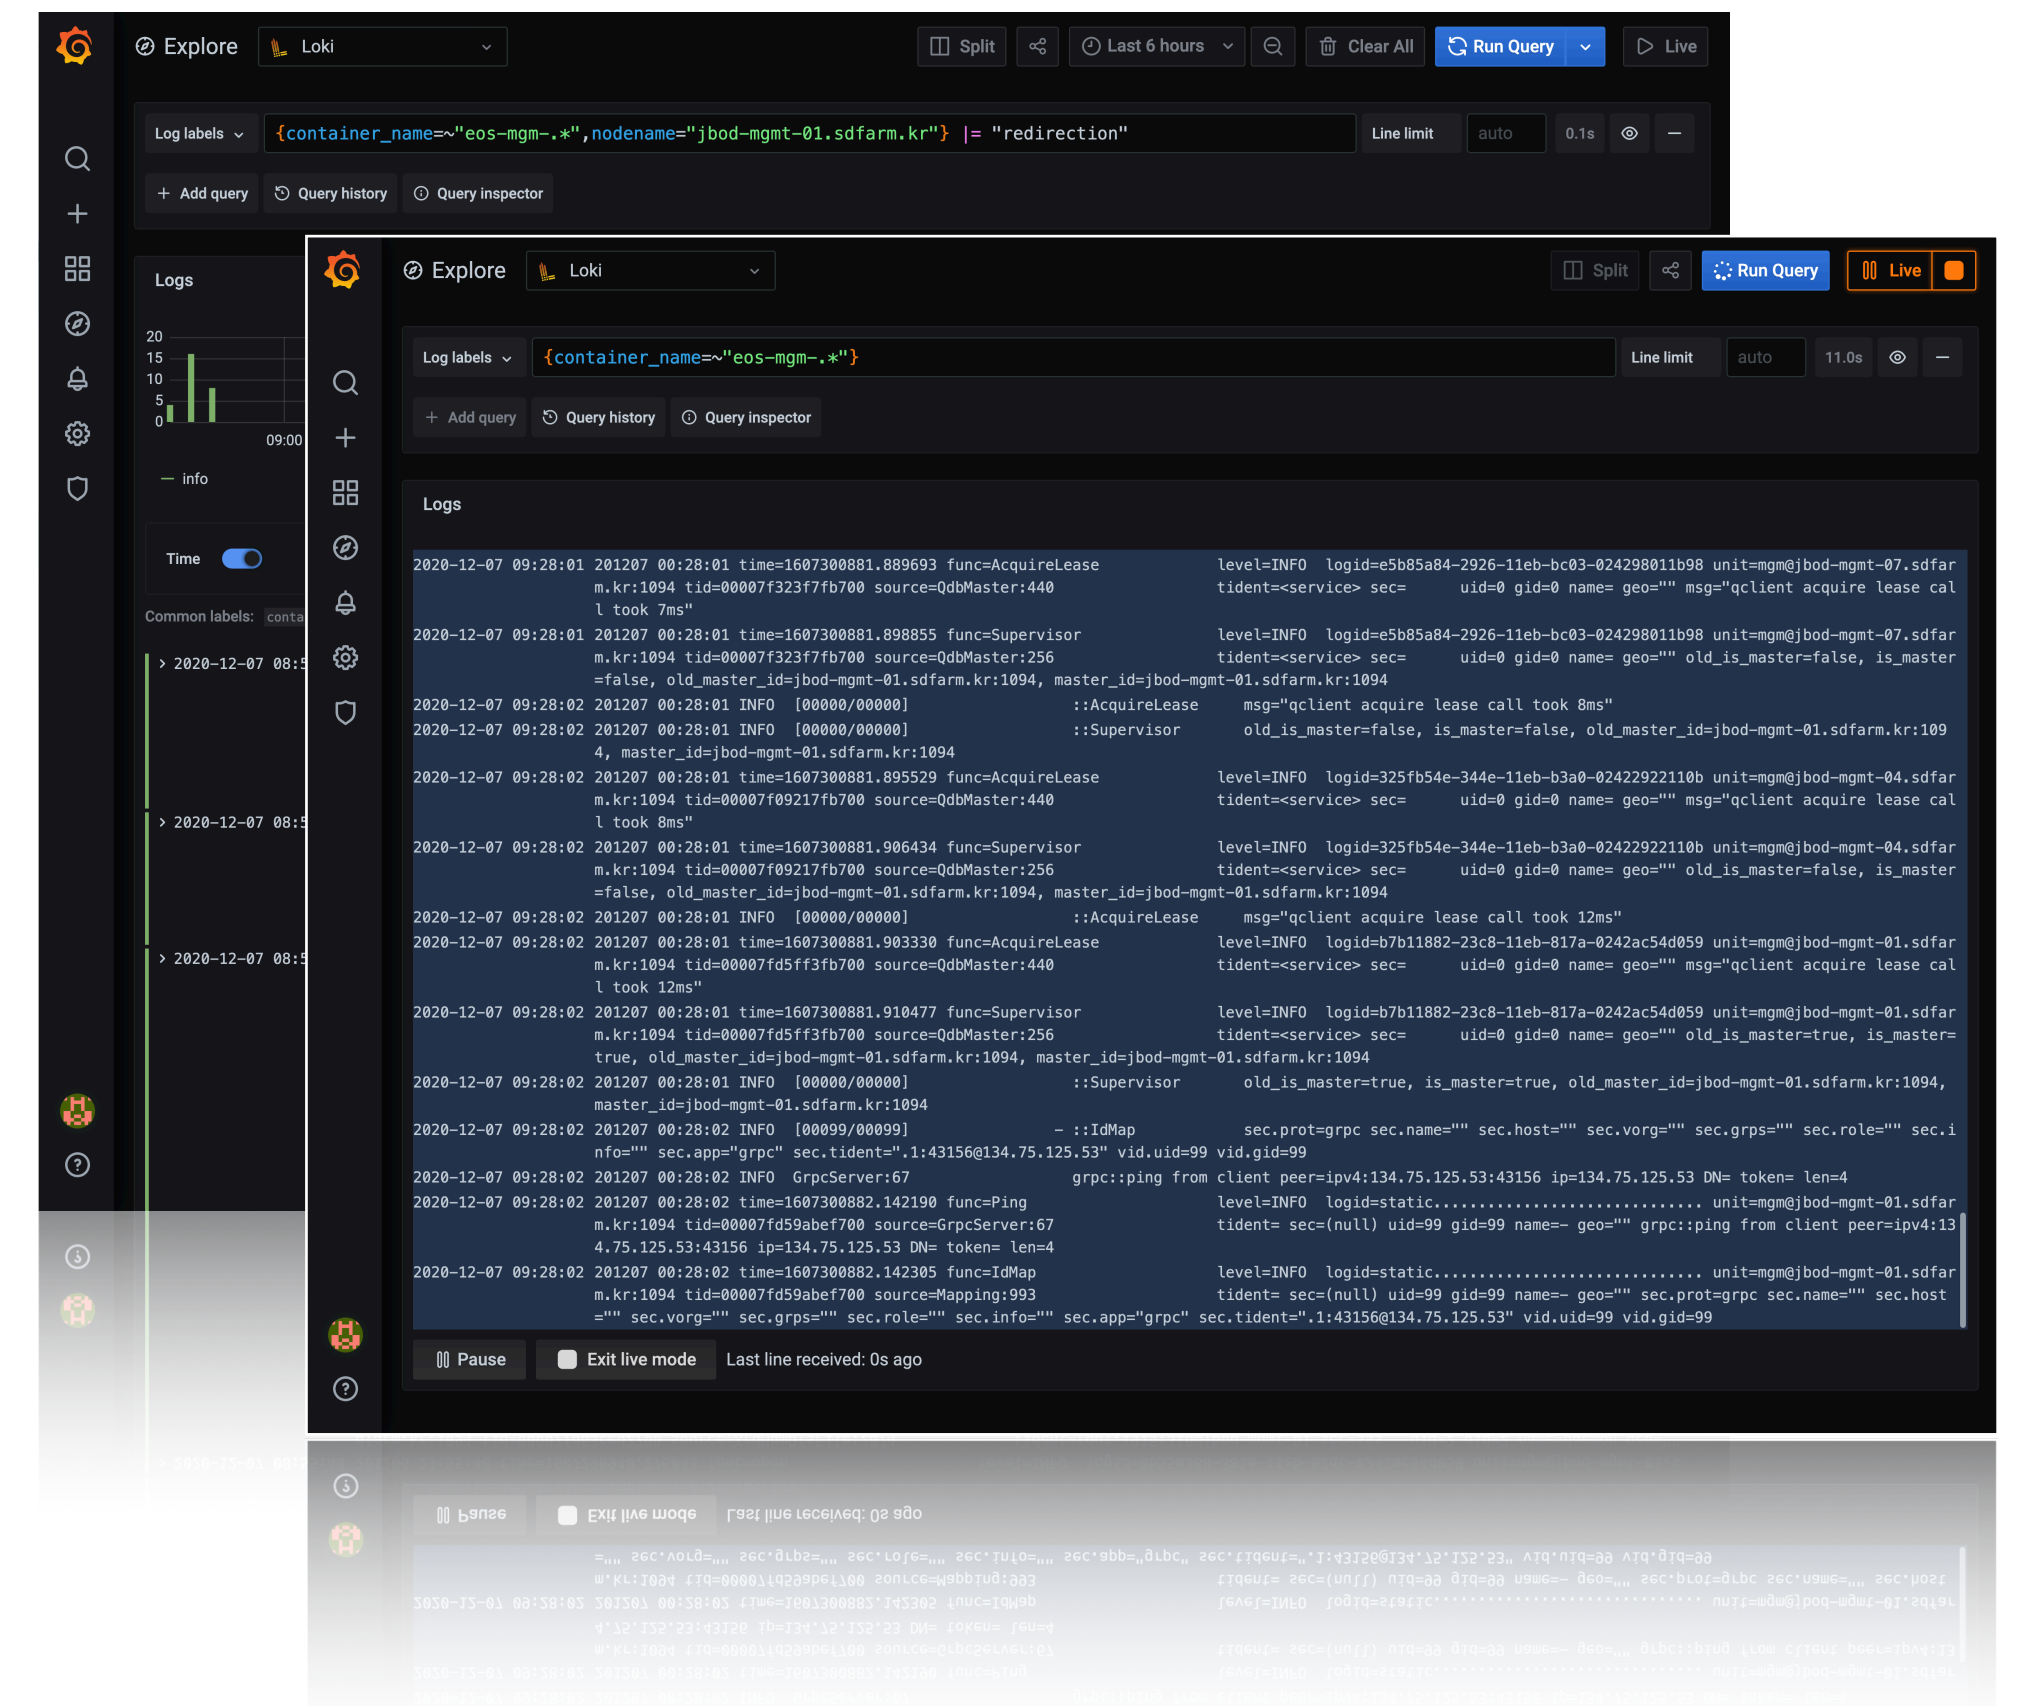 Explore
Loki
Split
Last 6 hours
Clear All
Run Query
Live
Log labels
{container_name=~"eos-mgm-.*",nodename="jbod-mgmt-01.sdfarm.kr"} |= "redirection"
Line limit
auto
0.1s
+ Add query
Query history
Query inspector
Logs
20
15
10
5
0
09:00
info
Time
Common labels: conta
> 2020-12-07 08:5
> 2020-12-07 08:5
> 2020-12-07 08:5
Explore
Loki
Split
Run Query
Live
Log labels
{container_name=~"eos-mgm-.*"}
Line limit
auto
11.0s
+ Add query
Query history
Query inspector
Logs
2020-12-07 09:28:01 201207 00:28:01 time=1607300881.889693 func=AcquireLease level=INFO logid=e5b85a84-2926-11eb-bc03-024298011b98 unit=mgm@jbod-mgmt-07.sdfar
m.kr:1094 tid=00007f323f7fb700 source=QdbMaster:440 tident=<service> sec= uid=0 gid=0 name= geo="" msg="qclient acquire lease cal
l took 7ms"
2020-12-07 09:28:01 201207 00:28:01 time=1607300881.898855 func=Supervisor level=INFO logid=e5b85a84-2926-11eb-bc03-024298011b98 unit=mgm@jbod-mgmt-07.sdfar
m.kr:1094 tid=00007f323f7fb700 source=QdbMaster:256 tident=<service> sec= uid=0 gid=0 name= geo="" old_is_master=false, is_master
=false, old_master_id=jbod-mgmt-01.sdfarm.kr:1094, master_id=jbod-mgmt-01.sdfarm.kr:1094
2020-12-07 09:28:02 201207 00:28:01 INFO [00000/00000] ::AcquireLease msg="qclient acquire lease call took 8ms"
2020-12-07 09:28:02 201207 00:28:01 INFO [00000/00000] ::Supervisor old_is_master=false, is_master=false, old_master_id=jbod-mgmt-01.sdfarm.kr:109
4, master_id=jbod-mgmt-01.sdfarm.kr:1094
2020-12-07 09:28:02 201207 00:28:01 time=1607300881.895529 func=AcquireLease level=INFO logid=325fb54e-344e-11eb-b3a0-02422922110b unit=mgm@jbod-mgmt-04.sdfar
m.kr:1094 tid=00007f09217fb700 source=QdbMaster:440 tident=<service> sec= uid=0 gid=0 name= geo="" msg="qclient acquire lease cal
l took 8ms"
2020-12-07 09:28:02 201207 00:28:01 time=1607300881.906434 func=Supervisor level=INFO logid=325fb54e-344e-11eb-b3a0-02422922110b unit=mgm@jbod-mgmt-04.sdfar
m.kr:1094 tid=00007f09217fb700 source=QdbMaster:256 tident=<service> sec= uid=0 gid=0 name= geo="" old_is_master=false, is_master
=false, old_master_id=jbod-mgmt-01.sdfarm.kr:1094, master_id=jbod-mgmt-01.sdfarm.kr:1094
2020-12-07 09:28:02 201207 00:28:01 INFO [00000/00000] ::AcquireLease msg="qclient acquire lease call took 12ms"
2020-12-07 09:28:02 201207 00:28:01 time=1607300881.903330 func=AcquireLease level=INFO logid=b7b11882-23c8-11eb-817a-0242ac54d059 unit=mgm@jbod-mgmt-01.sdfar
m.kr:1094 tid=00007fd5ff3fb700 source=QdbMaster:440 tident=<service> sec= uid=0 gid=0 name= geo="" msg="qclient acquire lease cal
l took 12ms"
2020-12-07 09:28:02 201207 00:28:01 time=1607300881.910477 func=Supervisor level=INFO logid=b7b11882-23c8-11eb-817a-0242ac54d059 unit=mgm@jbod-mgmt-01.sdfar
m.kr:1094 tid=00007fd5ff3fb700 source=QdbMaster:256 tident=<service> sec= uid=0 gid=0 name= geo="" old_is_master=true, is_master=
true, old_master_id=jbod-mgmt-01.sdfarm.kr:1094, master_id=jbod-mgmt-01.sdfarm.kr:1094
2020-12-07 09:28:02 201207 00:28:01 INFO [00000/00000] ::Supervisor old_is_master=true, is_master=true, old_master_id=jbod-mgmt-01.sdfarm.kr:1094,
master_id=jbod-mgmt-01.sdfarm.kr:1094
2020-12-07 09:28:02 201207 00:28:02 INFO [00099/00099] - ::IdMap sec.prot=grpc sec.name="" sec.host="" sec.vorg="" sec.grps="" sec.role="" sec.i
nfo="" sec.app="grpc" sec.tident=".1:43156@134.75.125.53" vid.uid=99 vid.gid=99
2020-12-07 09:28:02 201207 00:28:02 INFO GrpcServer:67 grpc::ping from client peer=ipv4:134.75.125.53:43156 ip=134.75.125.53 DN= token= len=4
2020-12-07 09:28:02 201207 00:28:02 time=1607300882.142190 func=Ping level=INFO logid=static.............................. unit=mgm@jbod-mgmt-01.sdfar
m.kr:1094 tid=00007fd59abef700 source=GrpcServer:67 tident= sec=(null) uid=99 gid=99 name=- geo="" grpc::ping from client peer=ipv4:13
4.75.125.53:43156 ip=134.75.125.53 DN= token= len=4
2020-12-07 09:28:02 201207 00:28:02 time=1607300882.142305 func=IdMap level=INFO logid=static.............................. unit=mgm@jbod-mgmt-01.sdfar
m.kr:1094 tid=00007fd59abef700 source=Mapping:993 tident= sec=(null) uid=99 gid=99 name=- geo="" sec.prot=grpc sec.name="" sec.host
="" sec.vorg="" sec.grps="" sec.role="" sec.info="" sec.app="grpc" sec.tident=".1:43156@134.75.125.53" vid.uid=99 vid.gid=99
Pause
Exit live mode
Last line received: 0s ago